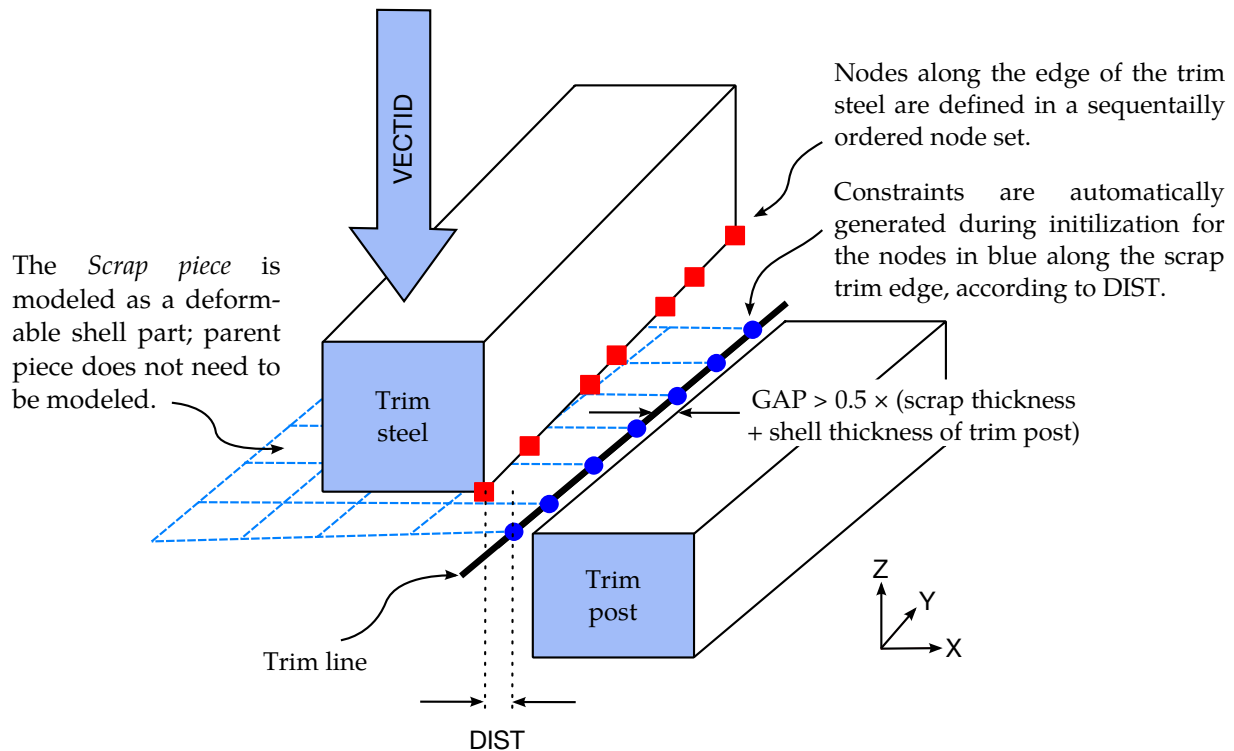 VECTID
Nodes along the edge of the trim
steel are defined in a sequentailly
ordered node set.
Constraints are automatically
generated during initilization for
the nodes in blue along the scrap
trim edge, according to DIST.
The Scrap piece is
modeled as a deform-
able shell part; parent
piece does not need to
be modeled.
Trim
steel
GAP > 0.5 × (scrap thickness
+ shell thickness of trim post)
Trim
post
Trim line
DIST
Z
Y
X